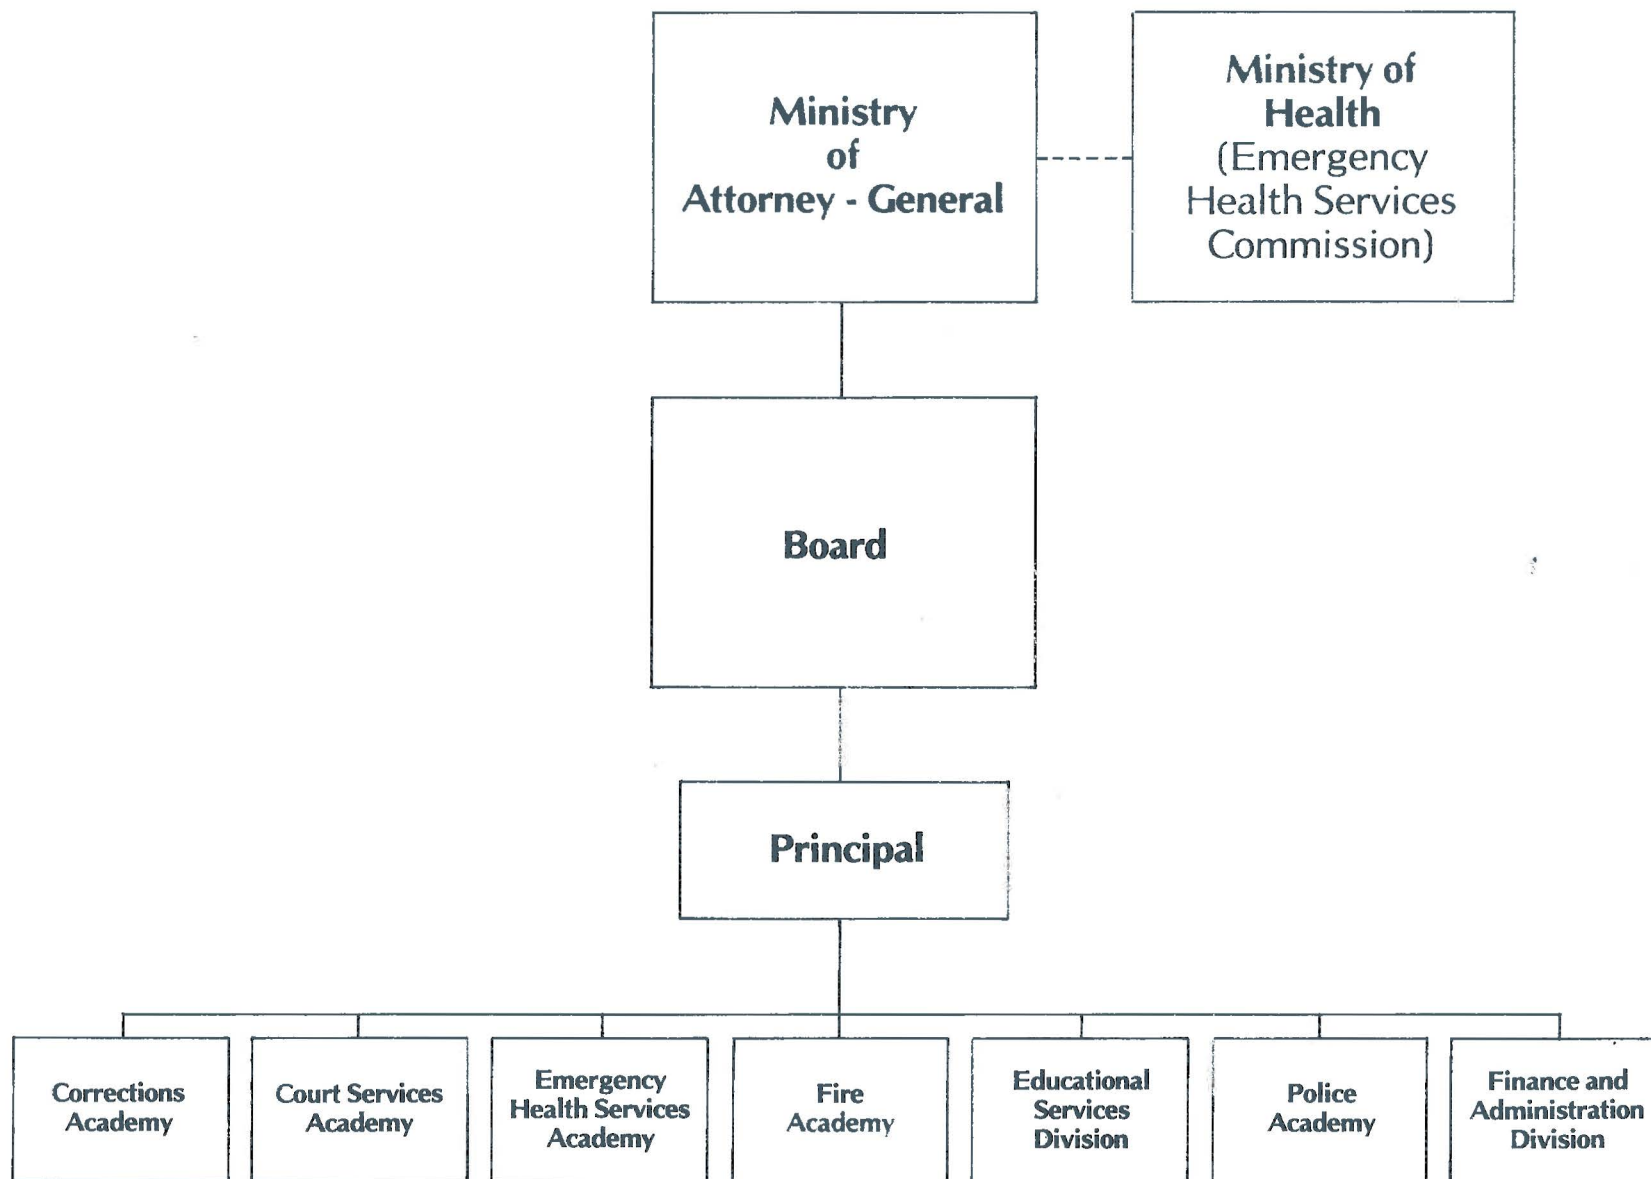 Ministry
of
Attorney - General
Ministry of
Health
(Emergency
Health Services
Commission)
Board
Principal
Corrections
Academy
Court Services
Academy
Emergency
Health Services
Academy
Fire
Academy
Educational
Services
Division
Police
Academy
Finance and
Administration
Division